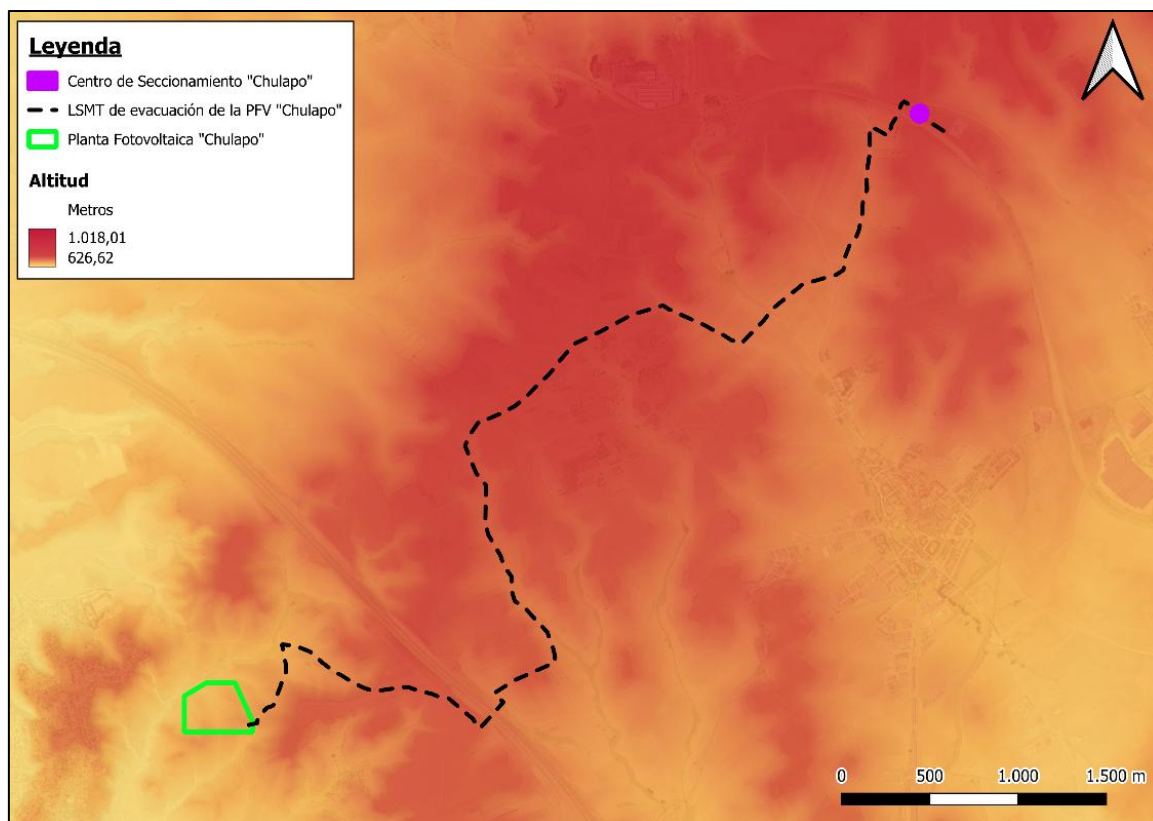 Leyenda
Centro de Seccionamiento "Chulapo"
LSMT de evacuación de la PFV "Chulapo"
Planta Fotovoltaica "Chulapo"
Altitud
Metros
1.018,01
626,62
0 500 1.000 1.500 m